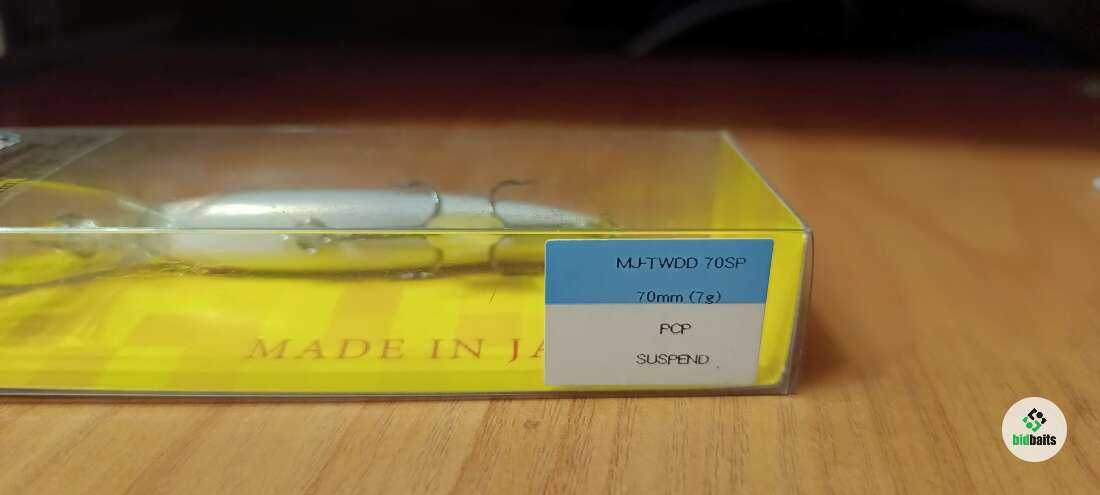 MJ-TWDD 70SP
70mm (7g)
PCP
SUSPEND
MADE IN JA
bidbaits